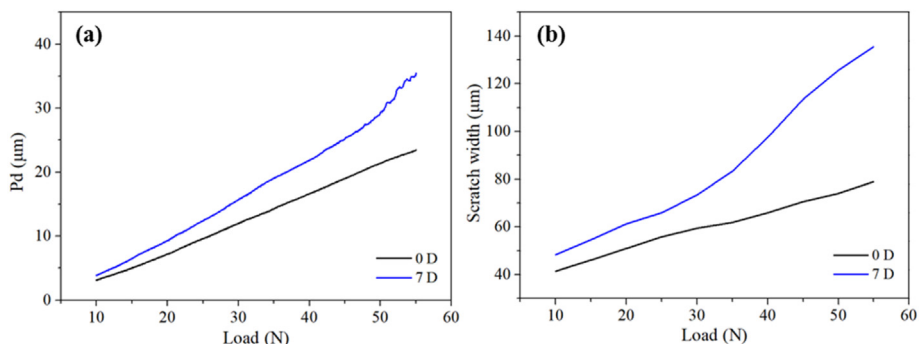 (a)
40
30
20
10
0
Pd (μm)
0 D
7 D
10 20 30 40 50 60
Load (N)
(b)
140
120
100
80
60
40
Scratch width (μm)
0 D
7 D
10 20 30 40 50 60
Load (N)